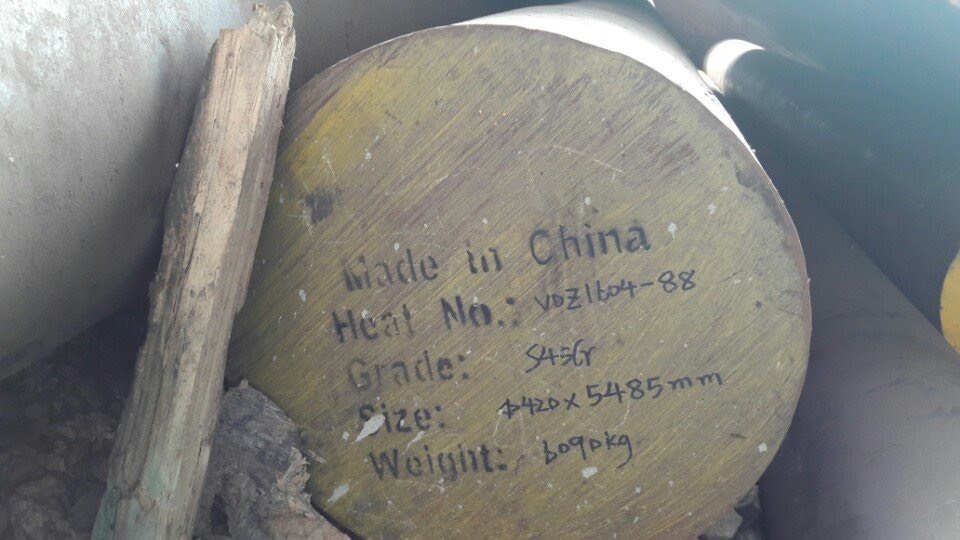 Made in China
Heat No.: VDZ1604-88
Grade: S45Cr
Size: Φ420x5485mm
Weight: 6090kg